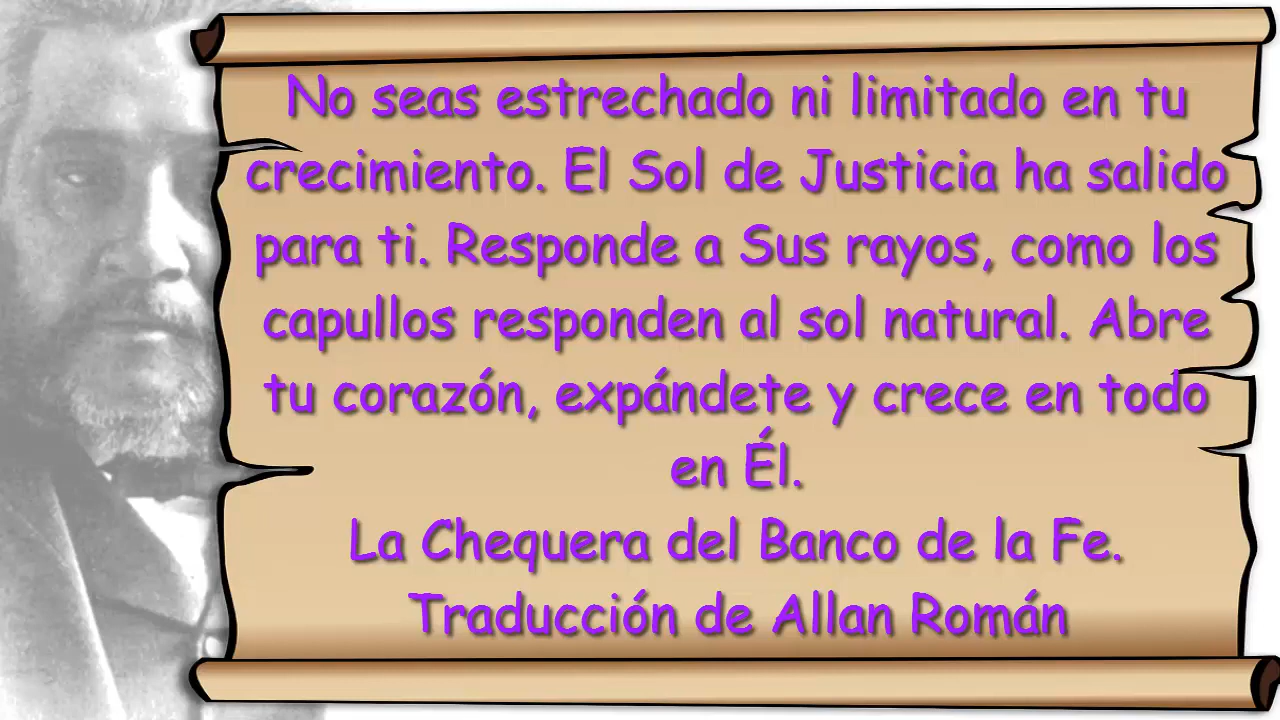 No seas estrechado ni limitado en tu
crecimiento. El Sol de Justicia ha salido
para ti. Responde a Sus rayos, como los
capullos responden al sol natural. Abre
tu corazón, expándete y crece en todo
en Él.
La Chequera del Banco de la Fe.
Traducción de Allan Román